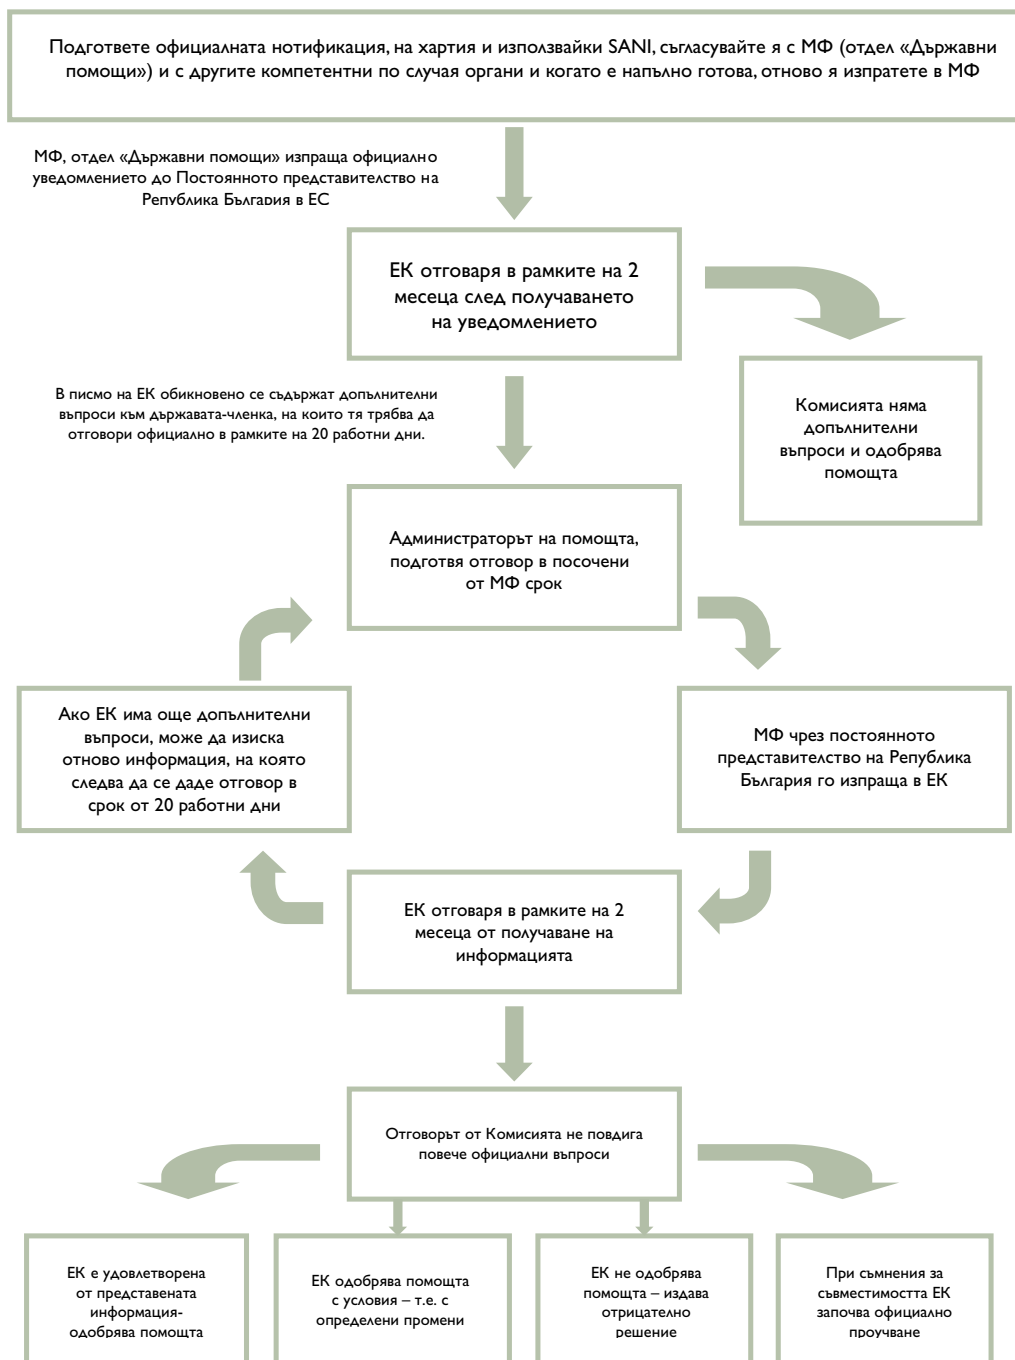 Подгответе официалната нотификация, на хартия и използвайки SANI, съгласувайте я с МФ (отдел «Държавни
помощи») и с другите компетентни по случая органи и когато е напълно готова, отново я изпратете в МФ
МФ, отдел «Държавни помощи» изпраща официално
уведомлението до Постоянното представителство на
Република България в ЕС
ЕК отговаря в рамките на 2
месеца след получаването
на уведомлението
В писмо на ЕК обикновено се съдържат допълнителни
въпроси към държавата-членка, на които тя трябва да
отговори официално в рамките на 20 работни дни.
Комисията няма
допълнителни
въпроси и одобрява
помощта
Администраторът на помощта,
подготвя отговор в посочени
от МФ срок
Ако ЕК има още допълнителни
въпроси, може да изиска
отново информация, на която
следва да се даде отговор в
срок от 20 работни дни
МФ чрез постоянното
представителство на Република
България го изпраща в ЕК
ЕК отговаря в рамките на 2
месеца от получаване на
информацията
Отговорът от Комисията не повдига
повече официални въпроси
ЕК е удовлетворена
от представената
информация-
одобрява помощта
ЕК одобрява помощта
с условия – т.е. с
определени промени
ЕК не одобрява
помощта – издава
отрицателно
решение
При съмнения за
съвместимостта ЕК
започва официално
проучване